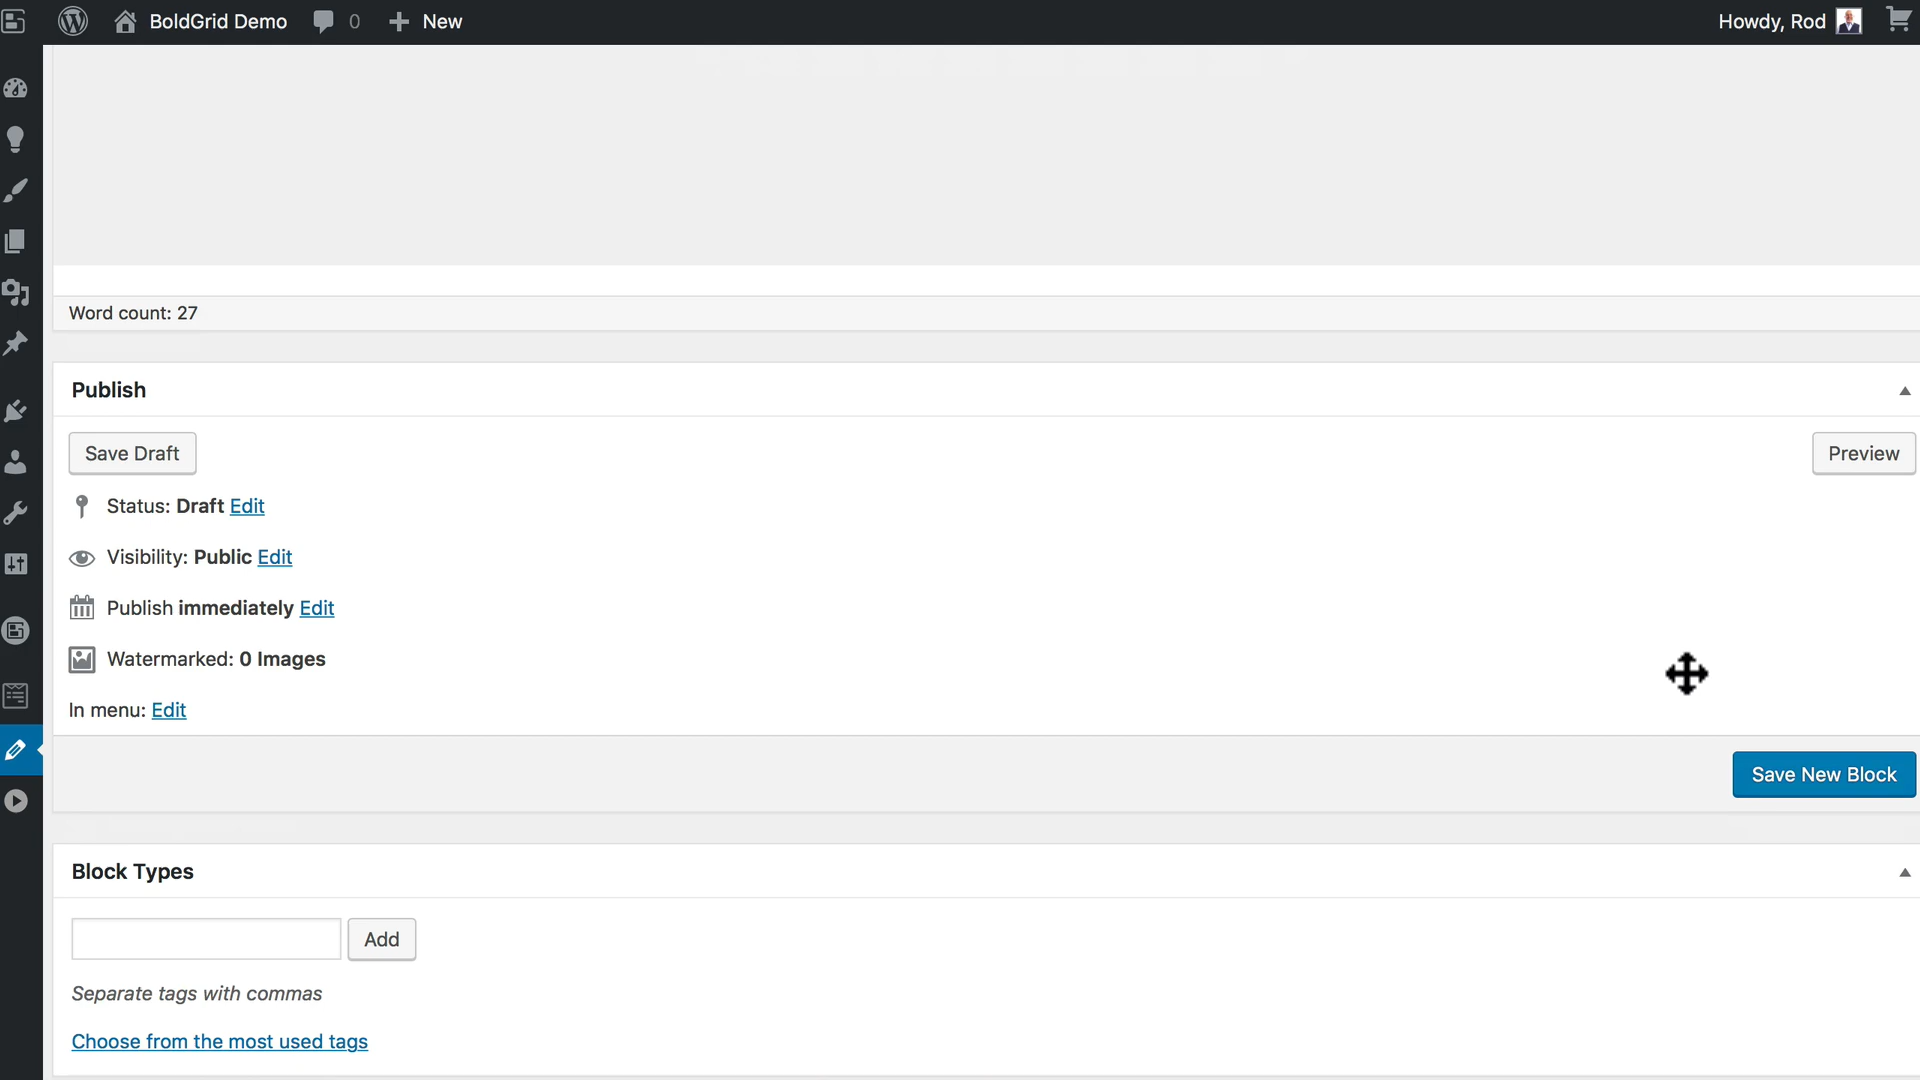 BoldGrid Demo 0 New Howdy, Rod
Word count: 27
Publish
Save Draft Preview
Status: Draft Edit
Visibility: Public Edit
Publish immediately Edit
Watermarked: 0 Images
In menu: Edit
Save New Block
Block Types
Add
Separate tags with commas
Choose from the most used tags